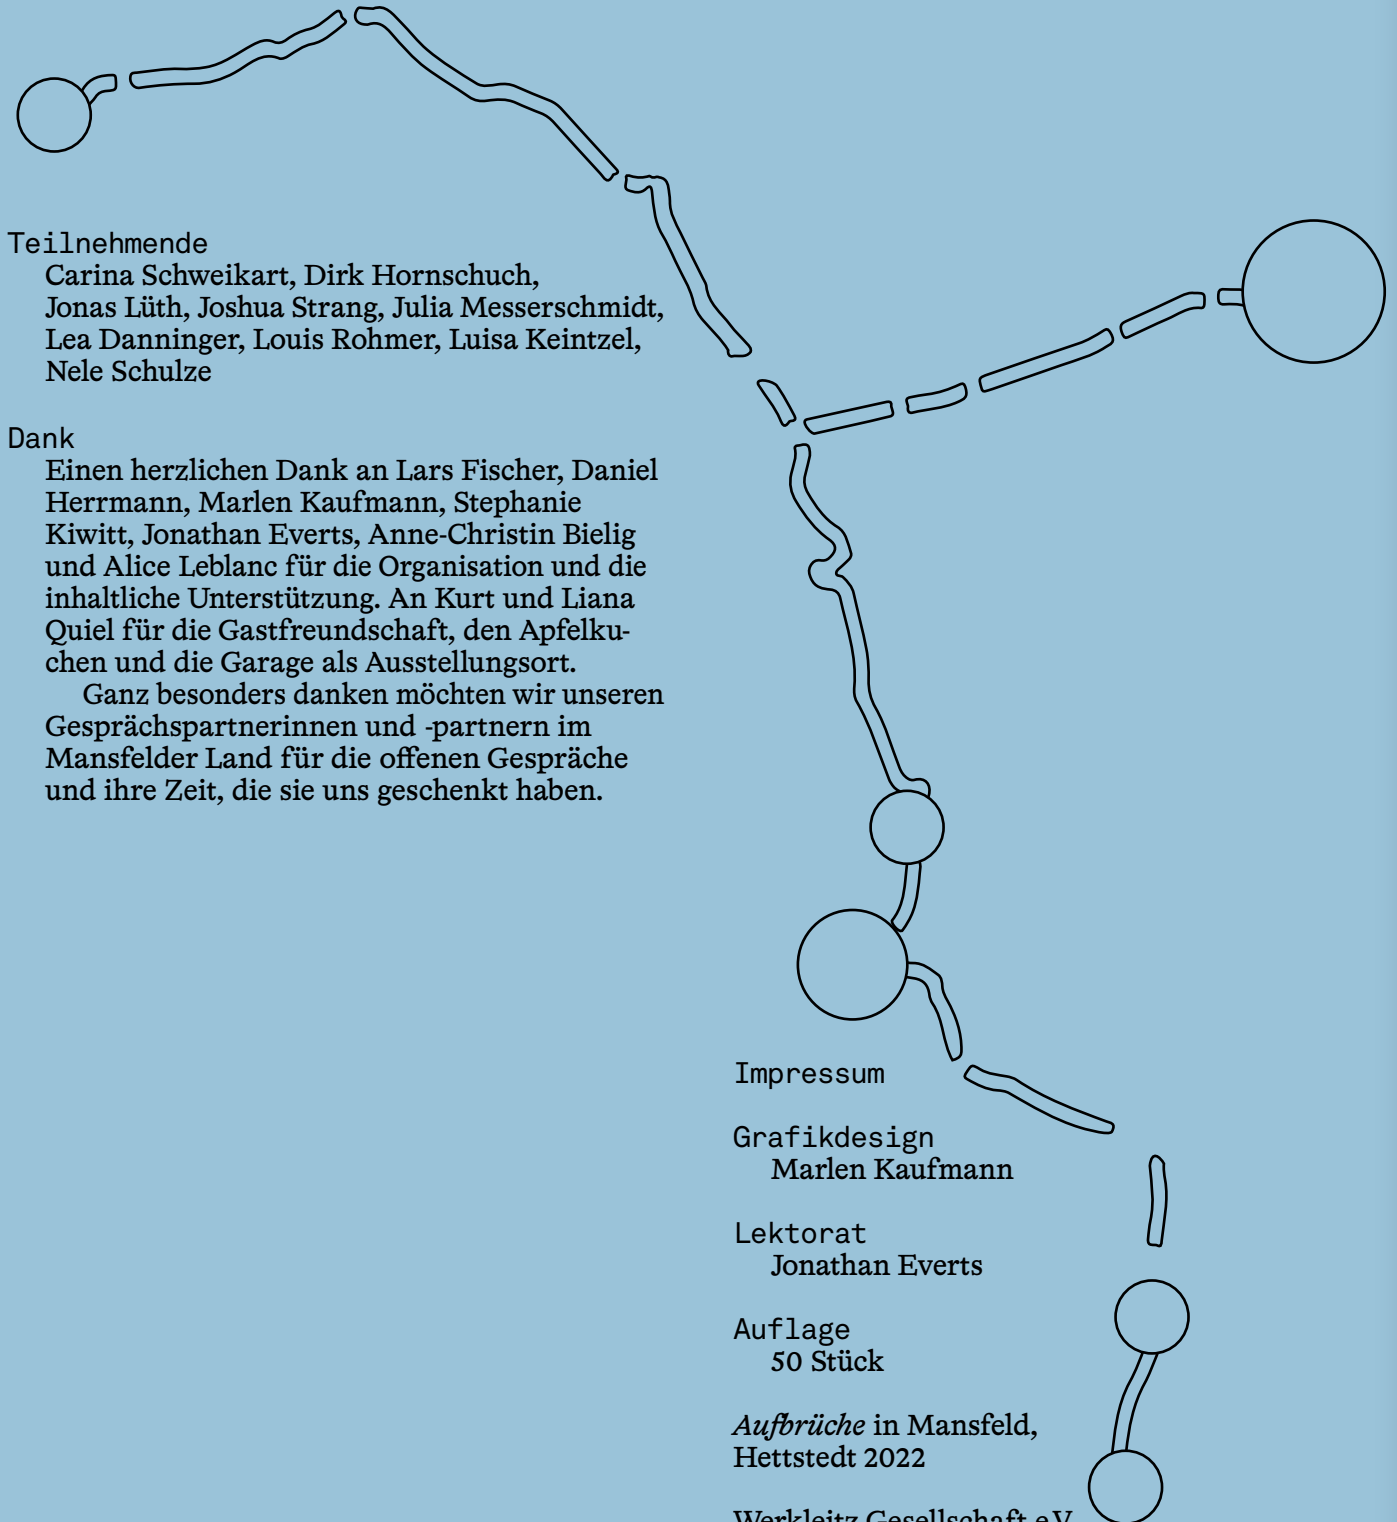 Teilnehmende
Carina Schweikart, Dirk Hornschuch,
Jonas Lüth, Joshua Strang, Julia Messerschmidt,
Lea Danninger, Louis Rohmer, Luisa Keintzel,
Nele Schulze
Dank
Einen herzlichen Dank an Lars Fischer, Daniel
Herrmann, Marlen Kaufmann, Stephanie
Kiwitt, Jonathan Everts, Anne-Christin Bielig
und Alice Leblanc für die Organisation und die
inhaltliche Unterstützung. An Kurt und Liana
Quiel für die Gastfreundschaft, den Apfelku-
chen und die Garage als Ausstellungsort.
Ganz besonders danken möchten wir unseren
Gesprächspartnerinnen und -partnern im
Mansfelder Land für die offenen Gespräche
und ihre Zeit, die sie uns geschenkt haben.
Impressum
Grafikdesign
Marlen Kaufmann
Lektorat
Jonathan Everts
Auflage
50 Stück
Aufbrüche in Mansfeld,
Hettstedt 2022
Werkleitz Gesellschaft e.V.